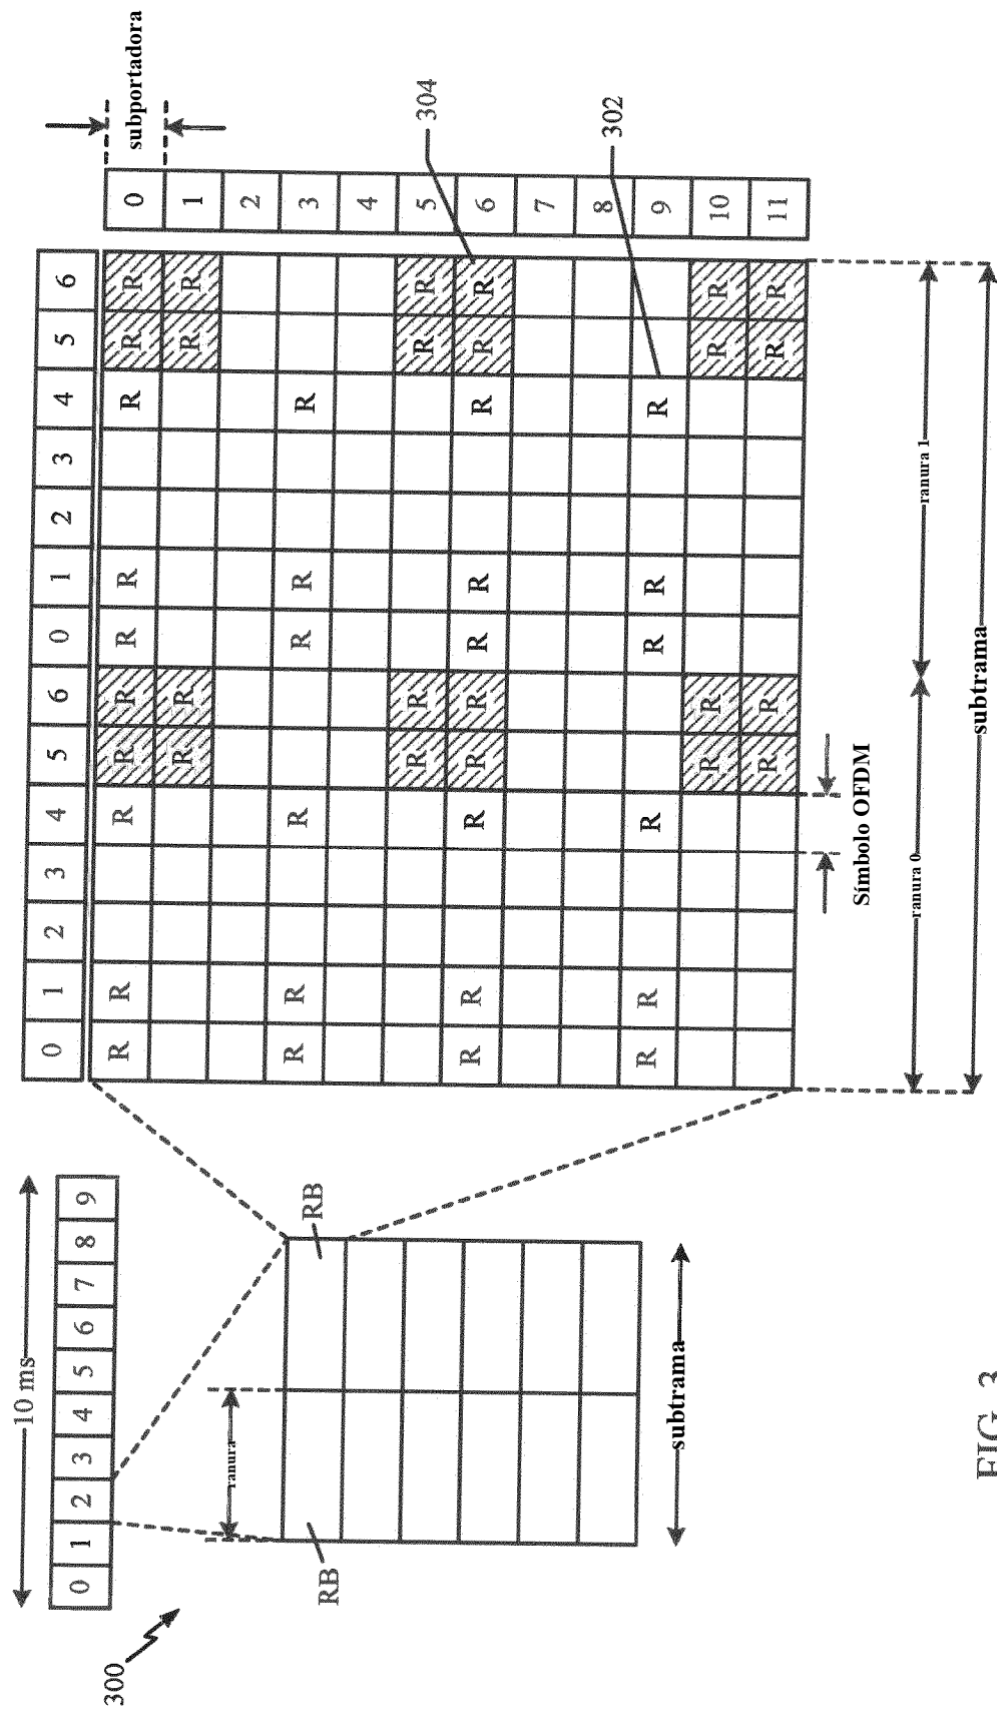 300
10 ms
0 1 2 3 4 5 6 7 8 9
ranura
RB
RB
subtrama
0 1 2 3 4 5 6 0 1 2 3 4 5 6
subportadora
R R R R R R R R R R 0
R R R R 1
2
R R R R R R 3
4
R R R R 5
R R R R R R R R R R 6
7
8
R R R R R R 9
R R R R 10
R R R R 11
304
302
Símbolo OFDM
ranura 0
ranura 1
subtrama
FIG. 3